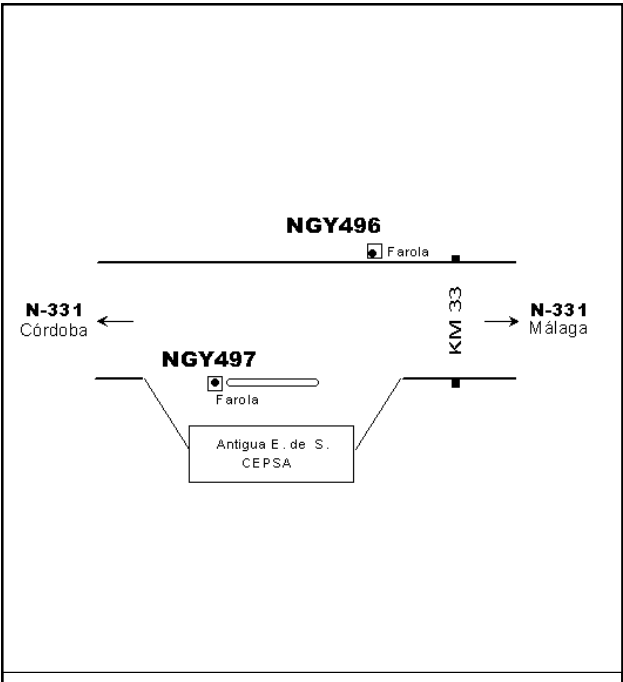 NGY496
Farola
N-331
Córdoba
KM 33
N-331
Málaga
NGY497
Farola
Antigua E. de S.
CEPSA